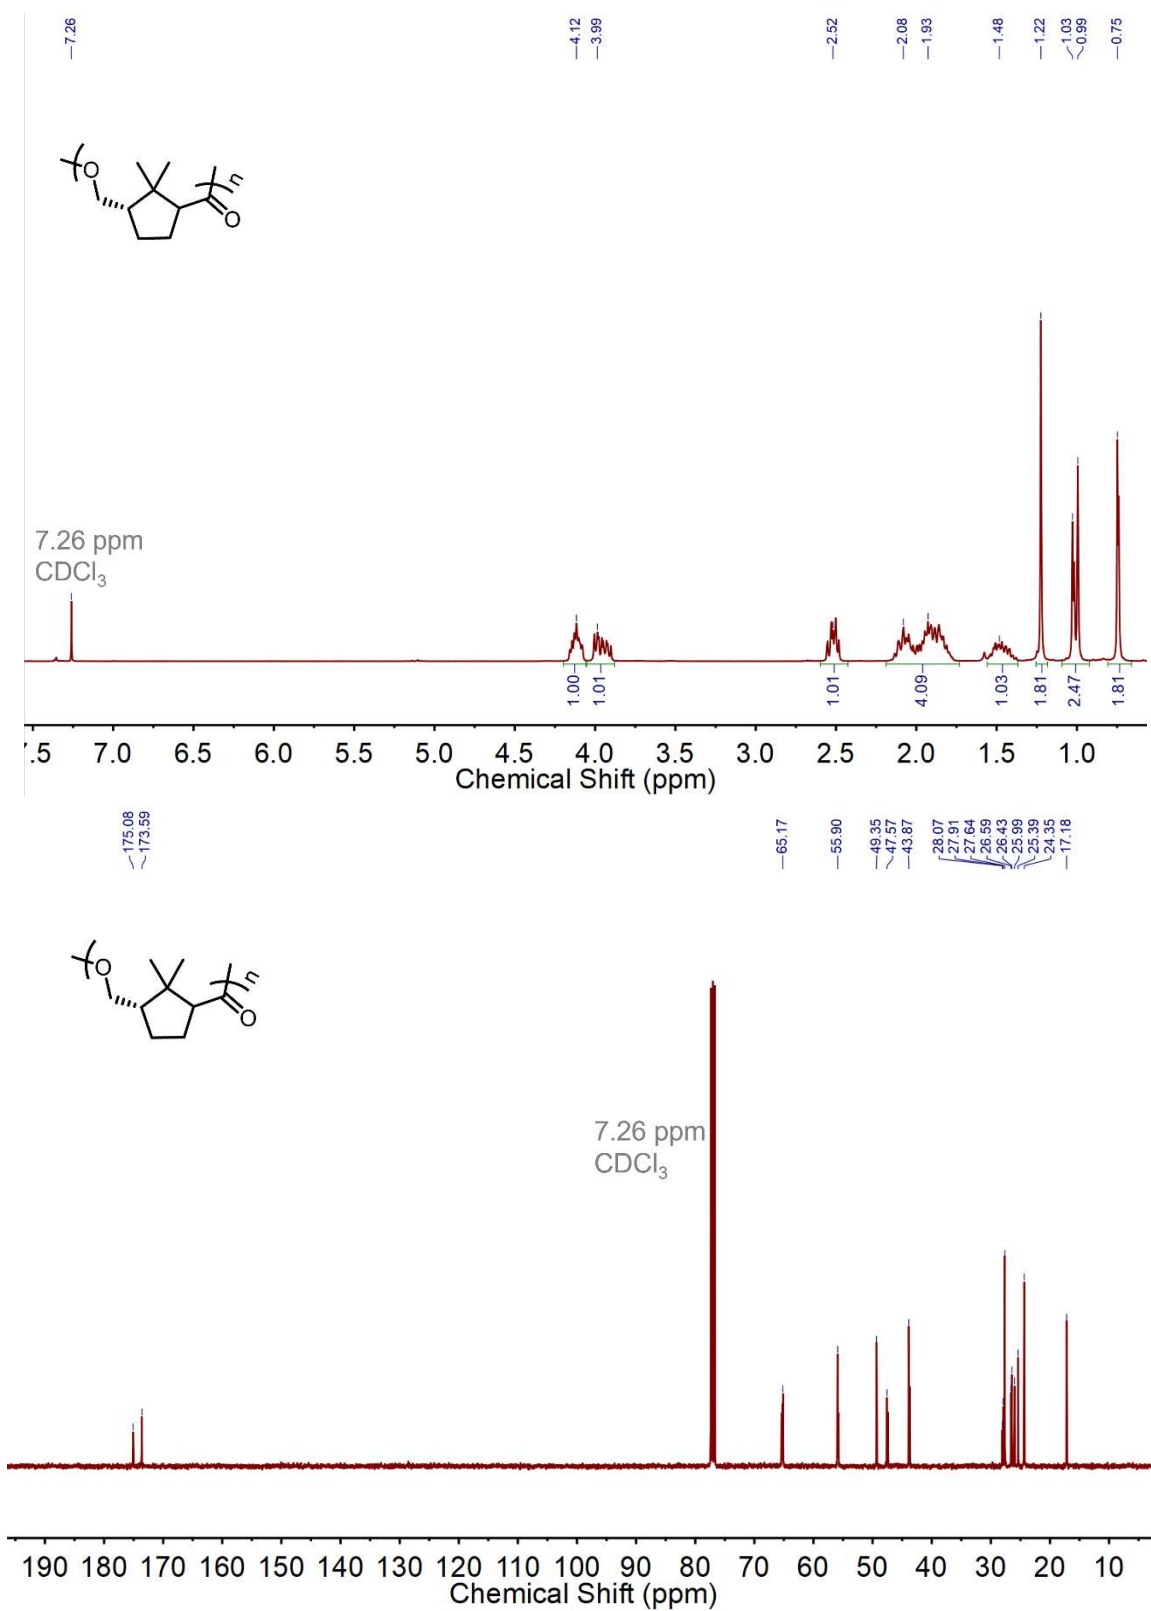 7.26
4.12
3.99
2.52
2.08
1.93
1.48
1.22
1.03
0.99
0.75
O
n
O
7.26 ppm
CDCl3
1.00
1.01
1.01
4.09
1.03
1.81
2.47
1.81
.5 7.0 6.5 6.0 5.5 5.0 4.5 4.0 3.5 3.0 2.5 2.0 1.5 1.0
Chemical Shift (ppm)
175.08
173.59
65.17
55.90
49.35
47.57
43.87
28.07
27.91
27.64
26.59
26.43
25.99
25.39
24.35
17.18
O
n
O
7.26 ppm
CDCl3
190 180 170 160 150 140 130 120 110 100 90 80 70 60 50 40 30 20 10
Chemical Shift (ppm)